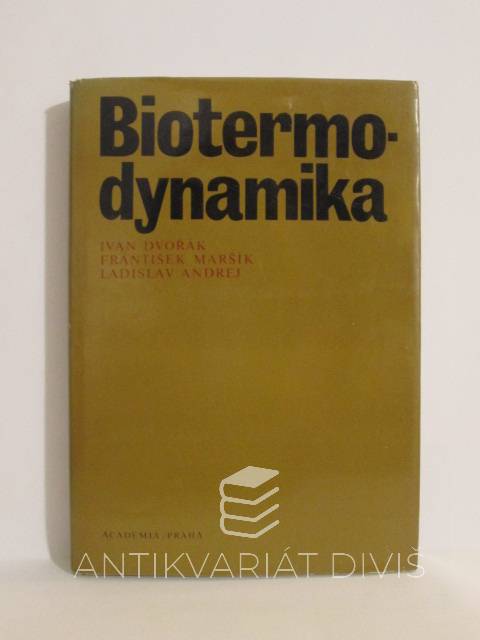 Biotermo-
dynamika
IVAN DVOŘÁK
FRANTIŠEK MARŠÍK
LADISLAV ANDREJ
ACADEMIA/PRAHA
ANTIKVARIÁT DIVIŠ